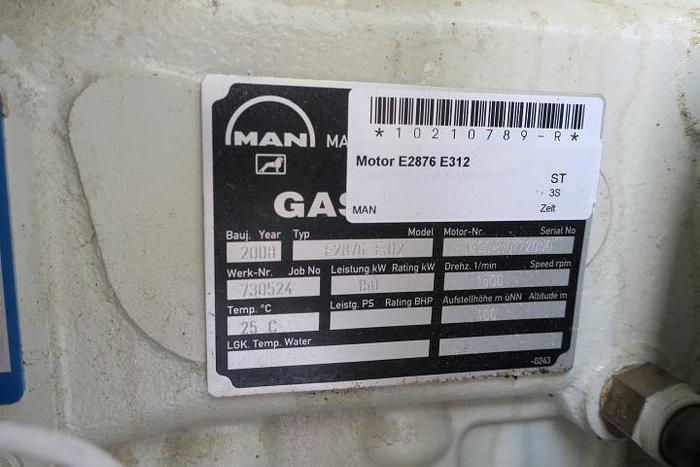 MAN
MA
*10210789-R*
Motor E2876 E312
ST
3S
MAN
Zelt
GAS
Bauj. Year Typ Model Motor-Nr. Serial No
2008 E2876 E312
Werk-Nr. Job No Leistung kW Rating kW Drehz. 1/min Speed rpm
730524 150 1500
Temp. °C Leistg. PS Rating BHP Aufstellhöhe m üNN Altitude m
25 C 100
LGK. Temp. Water
-0243